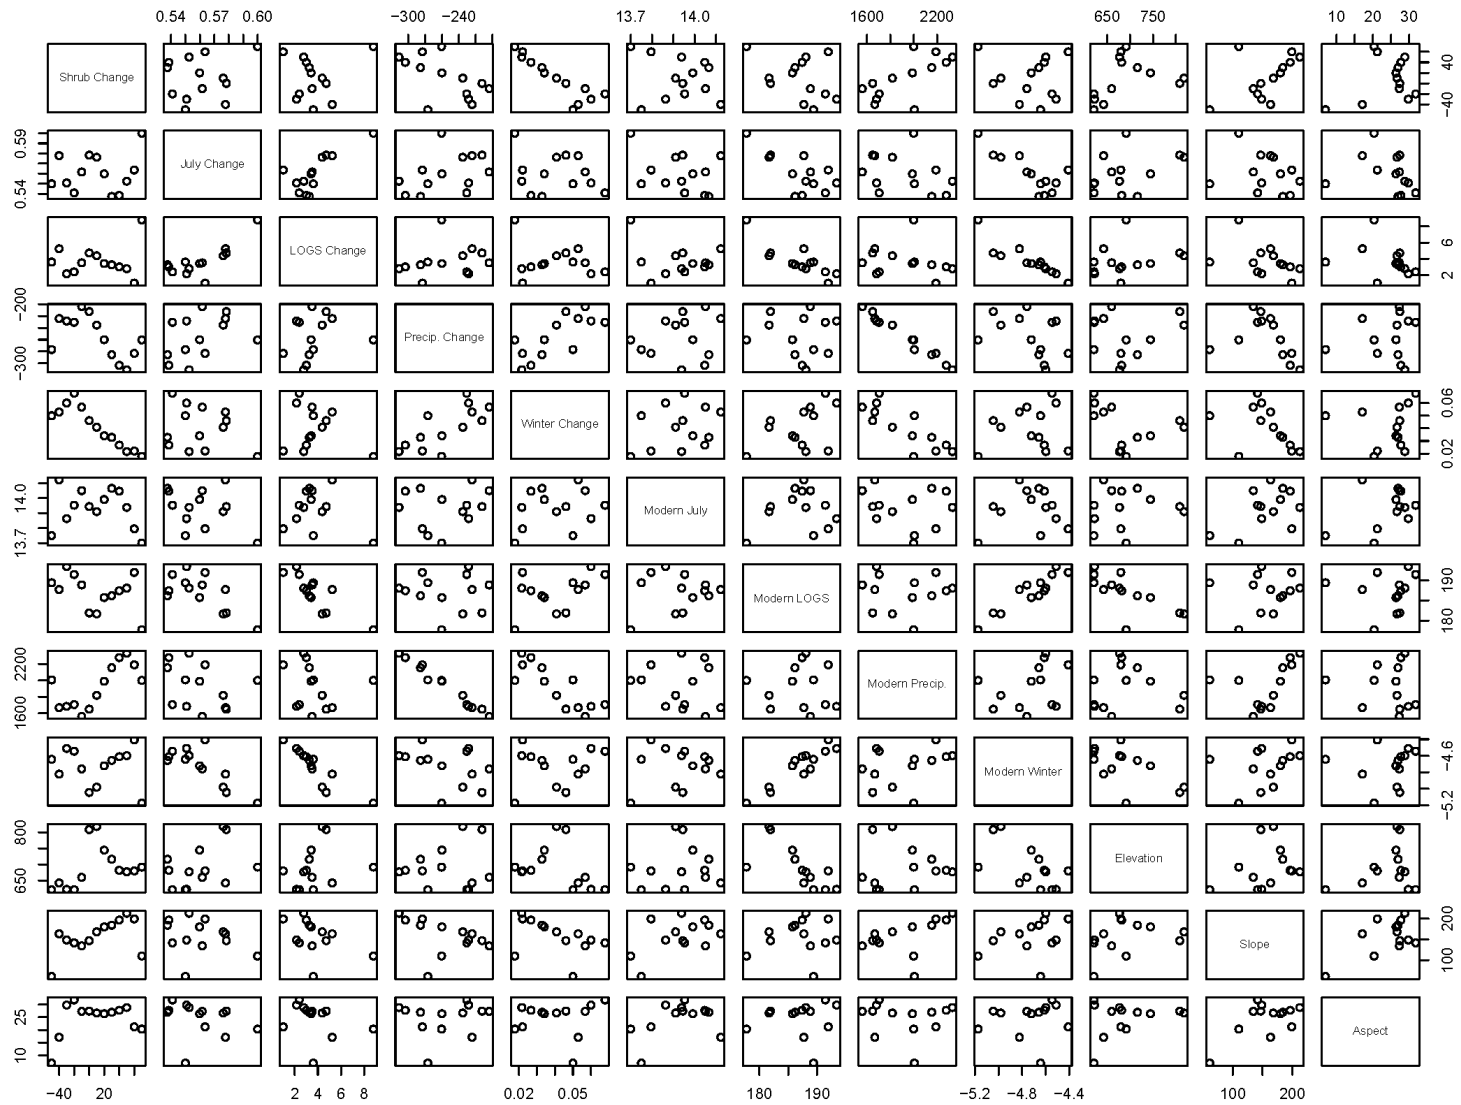 0.54 0.57 0.60 −300 −240 13.7 14.0 1600 2200 650 750 10 20 30
Shrub Change −40 40
0.54 0.59 July Change
LOGS Change 2 6
−300 −200 Precip. Change
Winter Change 0.02 0.06
13.7 14.0 Modern July
Modern LOGS 180 190
1600 2200 Modern Precip.
Modern Winter −5.2 −4.6
650 800 Elevation
Slope 100 200
10 25 Aspect
−40 20 2 4 6 8 0.02 0.05 180 190 −5.2 −4.8 −4.4 100 200